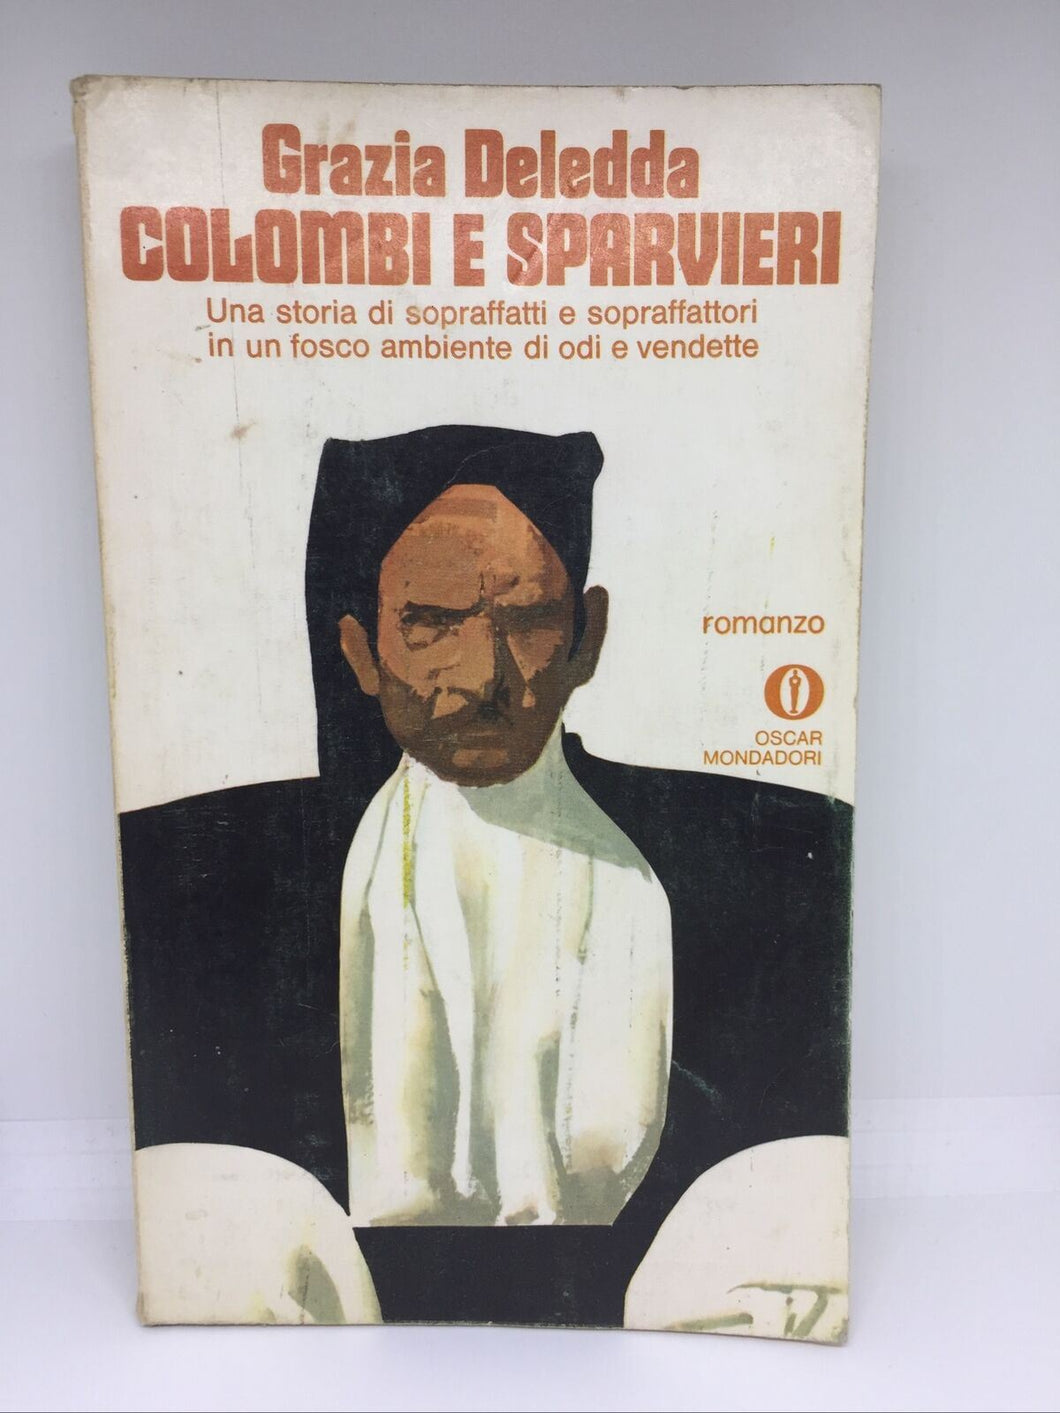 Grazia Deledda
COLOMBI E SPARVIERI
Una storia di sopraffatti e sopraffattori
in un fosco ambiente di odi e vendette
romanzo
OSCAR
MONDADORI